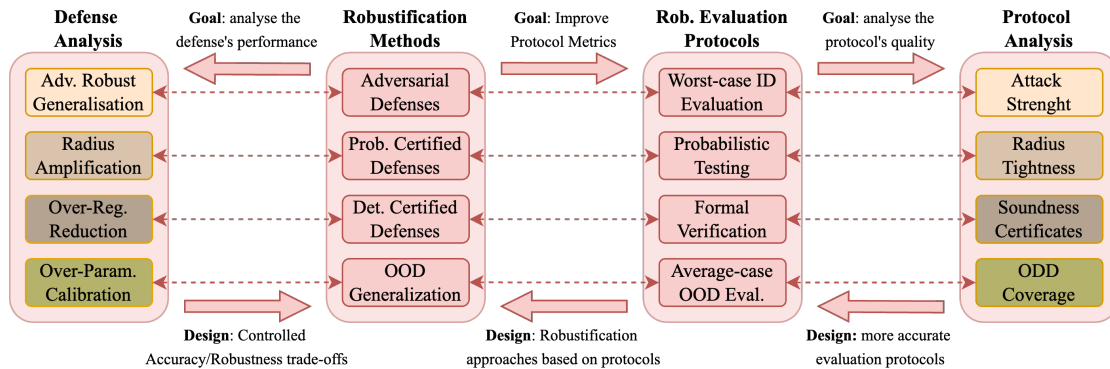 Defense
Analysis
Goal: analyse the
defense's performance
Robustification
Methods
Goal: Improve
Protocol Metrics
Rob. Evaluation
Protocols
Goal: analyse the
protocol's quality
Protocol
Analysis
Adv. Robust
Generalisation
Adversarial
Defenses
Worst-case ID
Evaluation
Attack
Strenght
Radius
Amplification
Prob. Certified
Defenses
Probabilistic
Testing
Radius
Tightness
Over-Reg.
Reduction
Det. Certified
Defenses
Formal
Verification
Soundness
Certificates
Over-Param.
Calibration
OOD
Generalization
Average-case
OOD Eval.
ODD
Coverage
Design: Controlled
Accuracy/Robustness trade-offs
Design: Robustification
approaches based on protocols
Design: more accurate
evaluation protocols